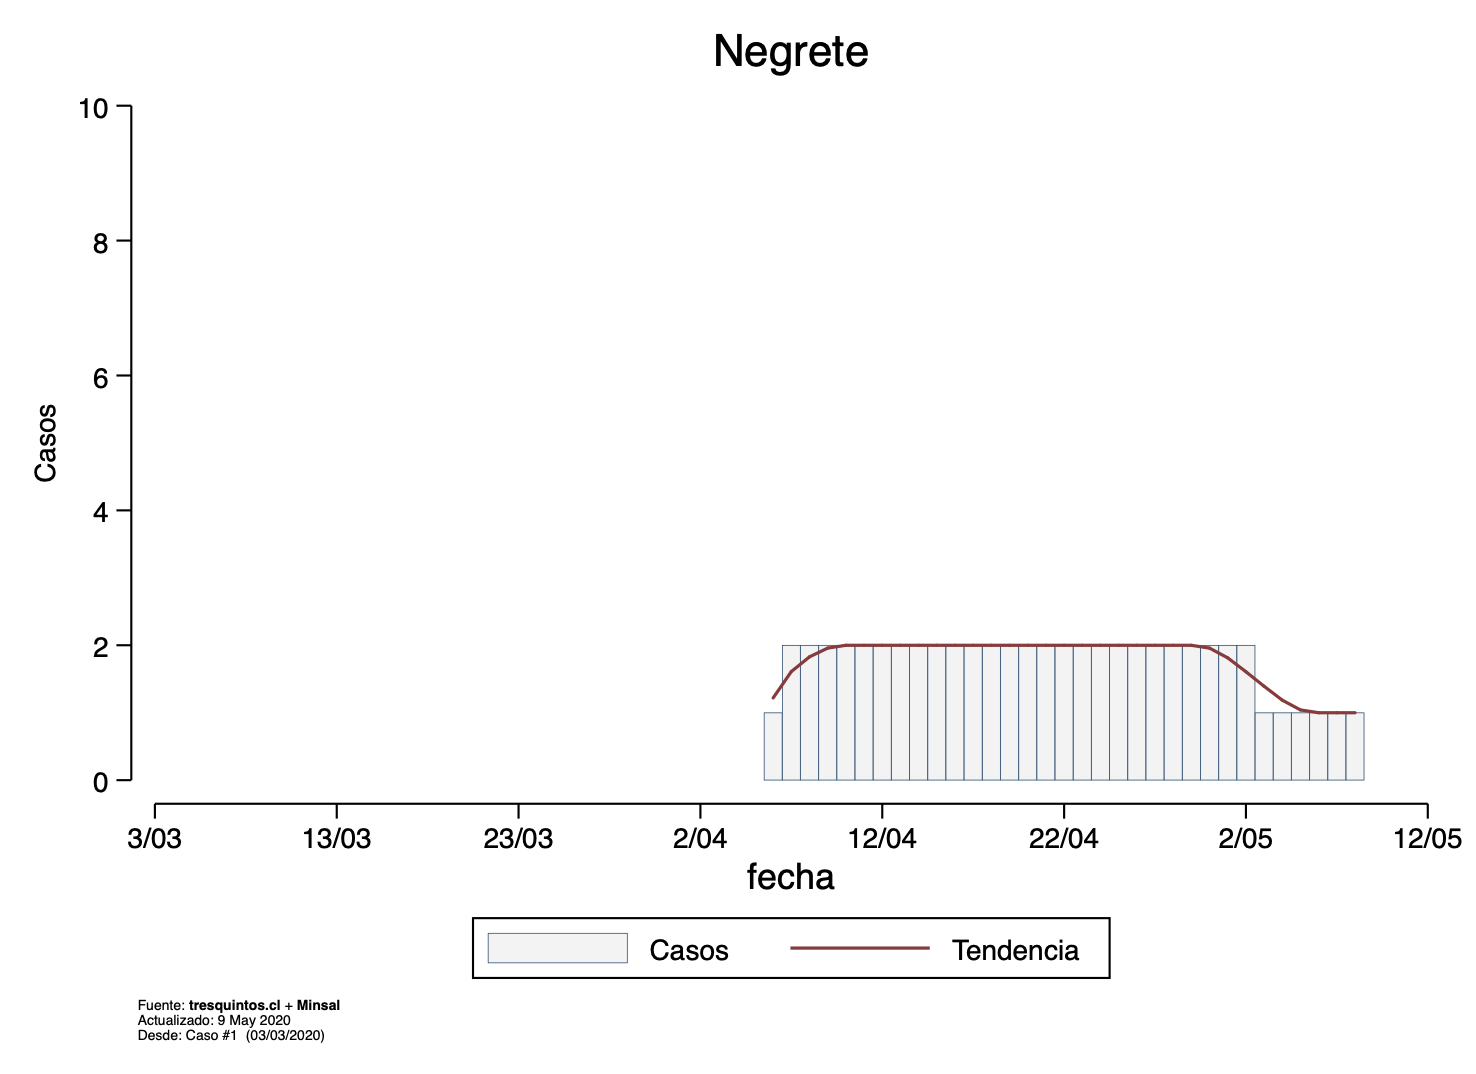 Negrete
10
8
6
4
2
0
Casos
3/03 13/03 23/03 2/04 12/04 22/04 2/05 12/05
fecha
Casos Tendencia
Fuente: tresquintos.cl + Minsal
Actualizado: 9 May 2020
Desde: Caso #1 (03/03/2020)